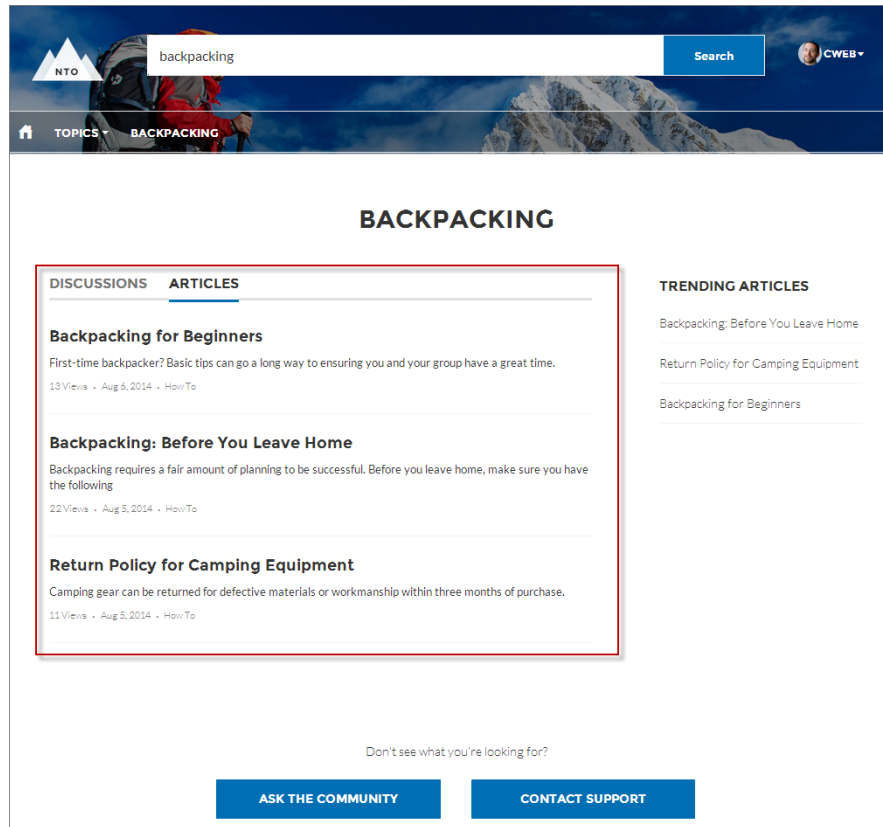 NTO
backpacking
Search
CWEB
TOPICS
BACKPACKING
BACKPACKING
DISCUSSIONS ARTICLES
Backpacking for Beginners
First-time backpacker? Basic tips can go a long way to ensuring you and your group have a great time.
13 Views • Aug 6, 2014 • How To
Backpacking: Before You Leave Home
Backpacking requires a fair amount of planning to be successful. Before you leave home, make sure you have
the following
22 Views • Aug 5, 2014 • How To
Return Policy for Camping Equipment
Camping gear can be returned for defective materials or workmanship within three months of purchase.
11 Views • Aug 5, 2014 • How To
TRENDING ARTICLES
Backpacking: Before You Leave Home
Return Policy for Camping Equipment
Backpacking for Beginners
Don't see what you're looking for?
ASK THE COMMUNITY
CONTACT SUPPORT